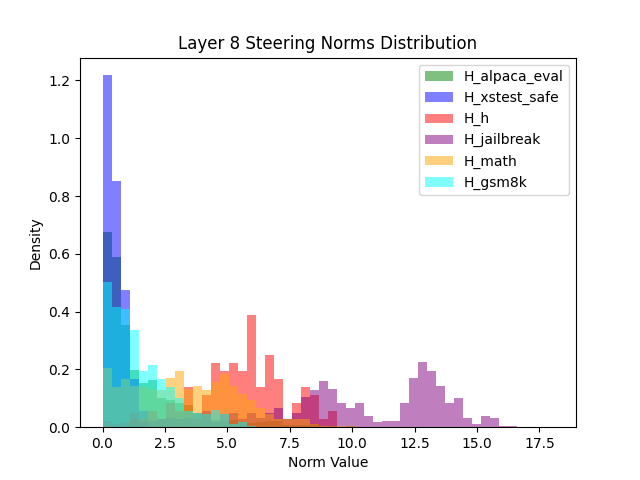 Layer 8 Steering Norms Distribution
Density
1.2
1.0
0.8
0.6
0.4
0.2
0.0
H_alpaca_eval
H_xstest_safe
H_h
H_jailbreak
H_math
H_gsm8k
0.0 2.5 5.0 7.5 10.0 12.5 15.0 17.5
Norm Value